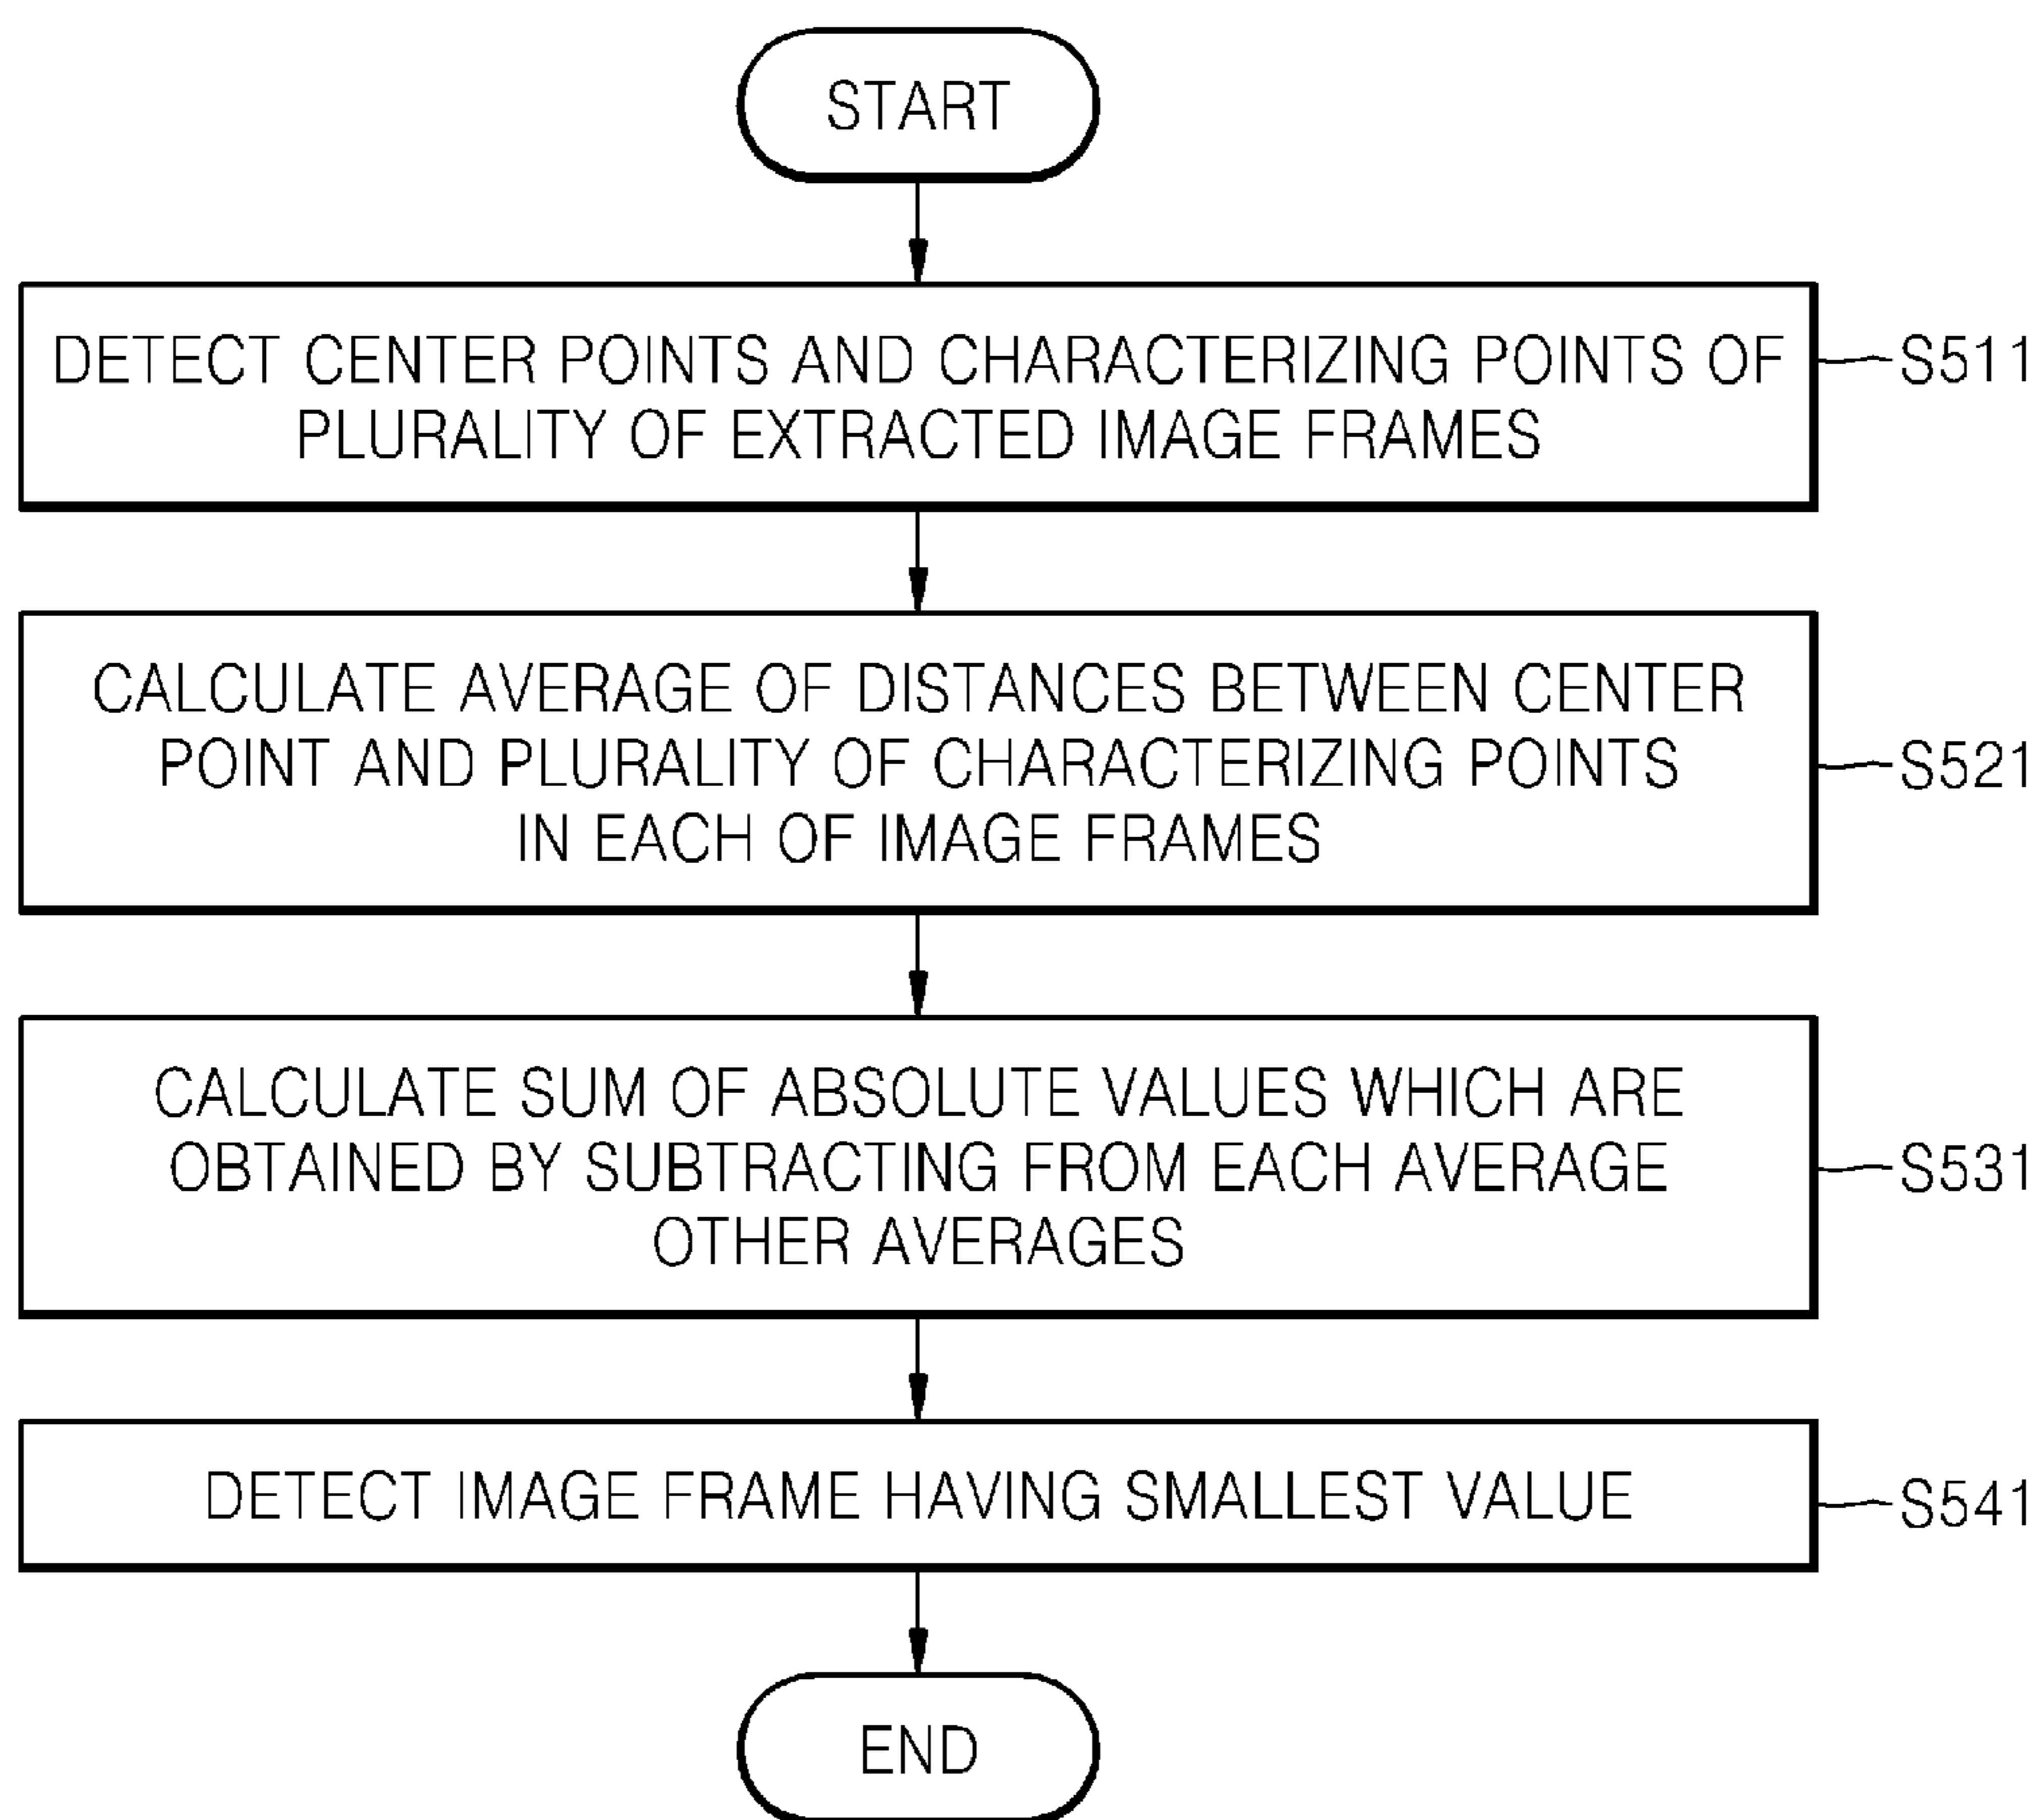 START
DETECT CENTER POINTS AND CHARACTERIZING POINTS OF
PLURALITY OF EXTRACTED IMAGE FRAMES
S511
CALCULATE AVERAGE OF DISTANCES BETWEEN CENTER
POINT AND PLURALITY OF CHARACTERIZING POINTS
IN EACH OF IMAGE FRAMES
S521
CALCULATE SUM OF ABSOLUTE VALUES WHICH ARE
OBTAINED BY SUBTRACTING FROM EACH AVERAGE
OTHER AVERAGES
S531
DETECT IMAGE FRAME HAVING SMALLEST VALUE
S541
END